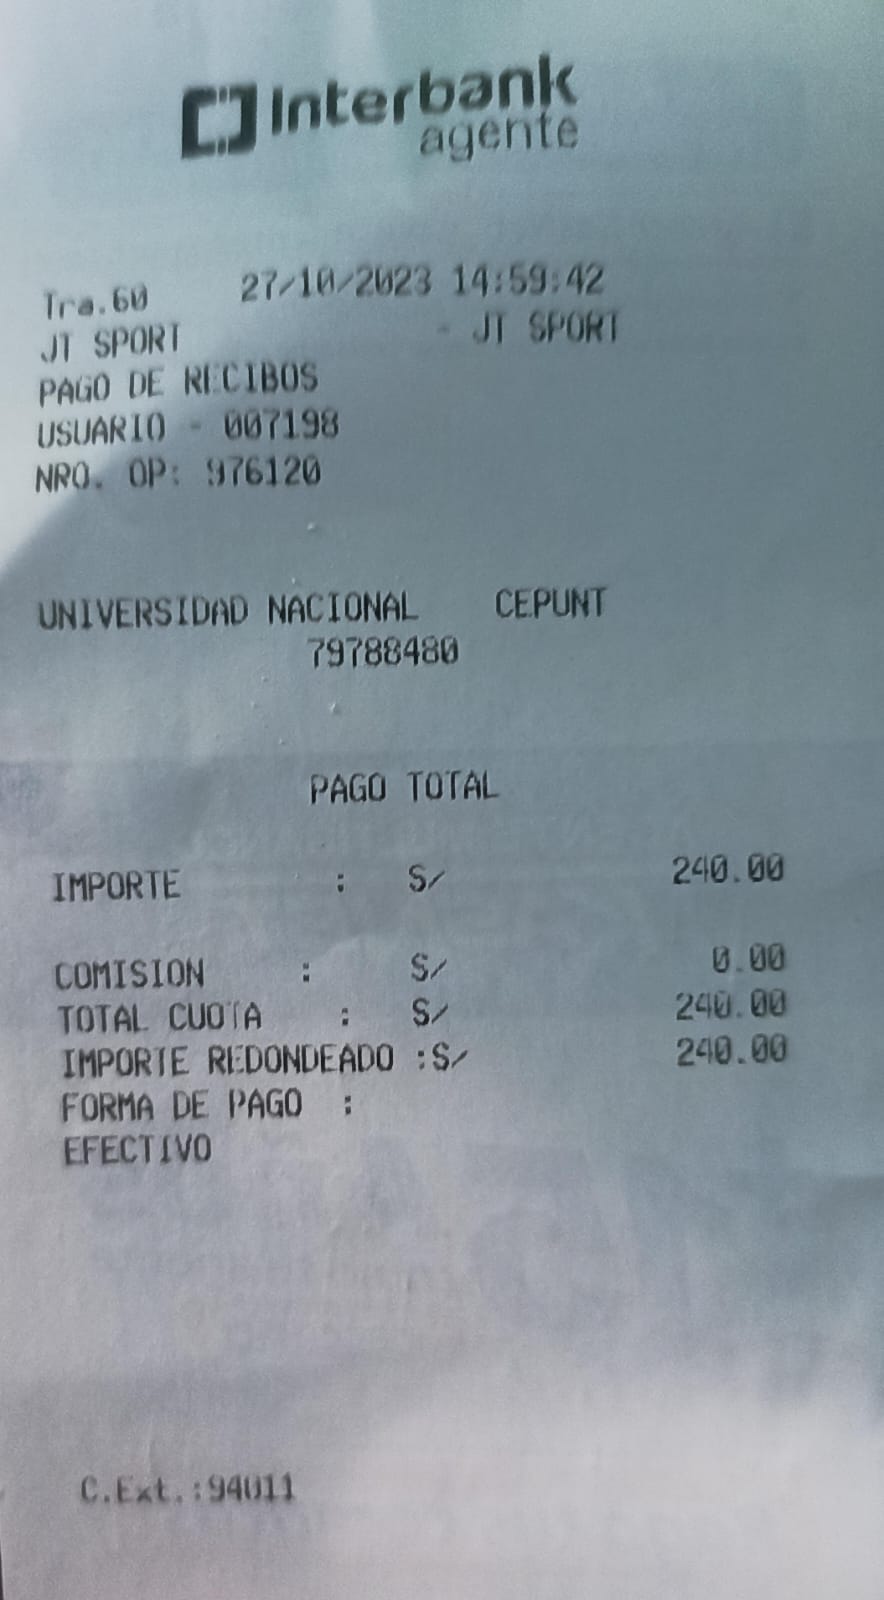 Interbank
agente
Tra.60 27/10/2023 14:59:42
JT SPORT - JT SPORT
PAGO DE RECIBOS
USUARIO - 007198
NRO. OP: 976120
UNIVERSIDAD NACIONAL CEPUNT
79788480
PAGO TOTAL
IMPORTE : S/ 240.00
COMISION : S/ 0.00
TOTAL CUOTA : S/ 240.00
IMPORTE REDONDEADO :S/ 240.00
FORMA DE PAGO :
EFECTIVO
C.Ext.:94011